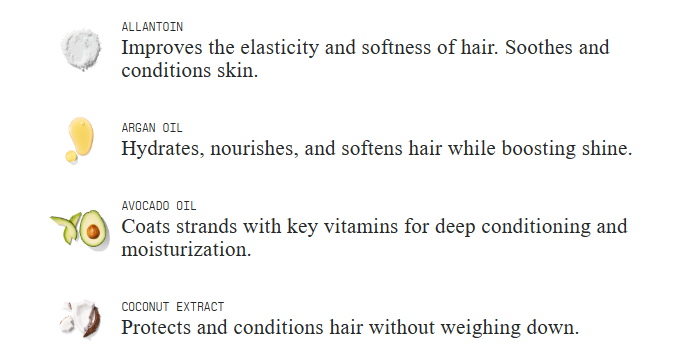 ALLANTOIN
Improves the elasticity and softness of hair. Soothes and
conditions skin.
ARGAN OIL
Hydrates, nourishes, and softens hair while boosting shine.
AVOCADO OIL
Coats strands with key vitamins for deep conditioning and
moisturization.
COCONUT EXTRACT
Protects and conditions hair without weighing down.